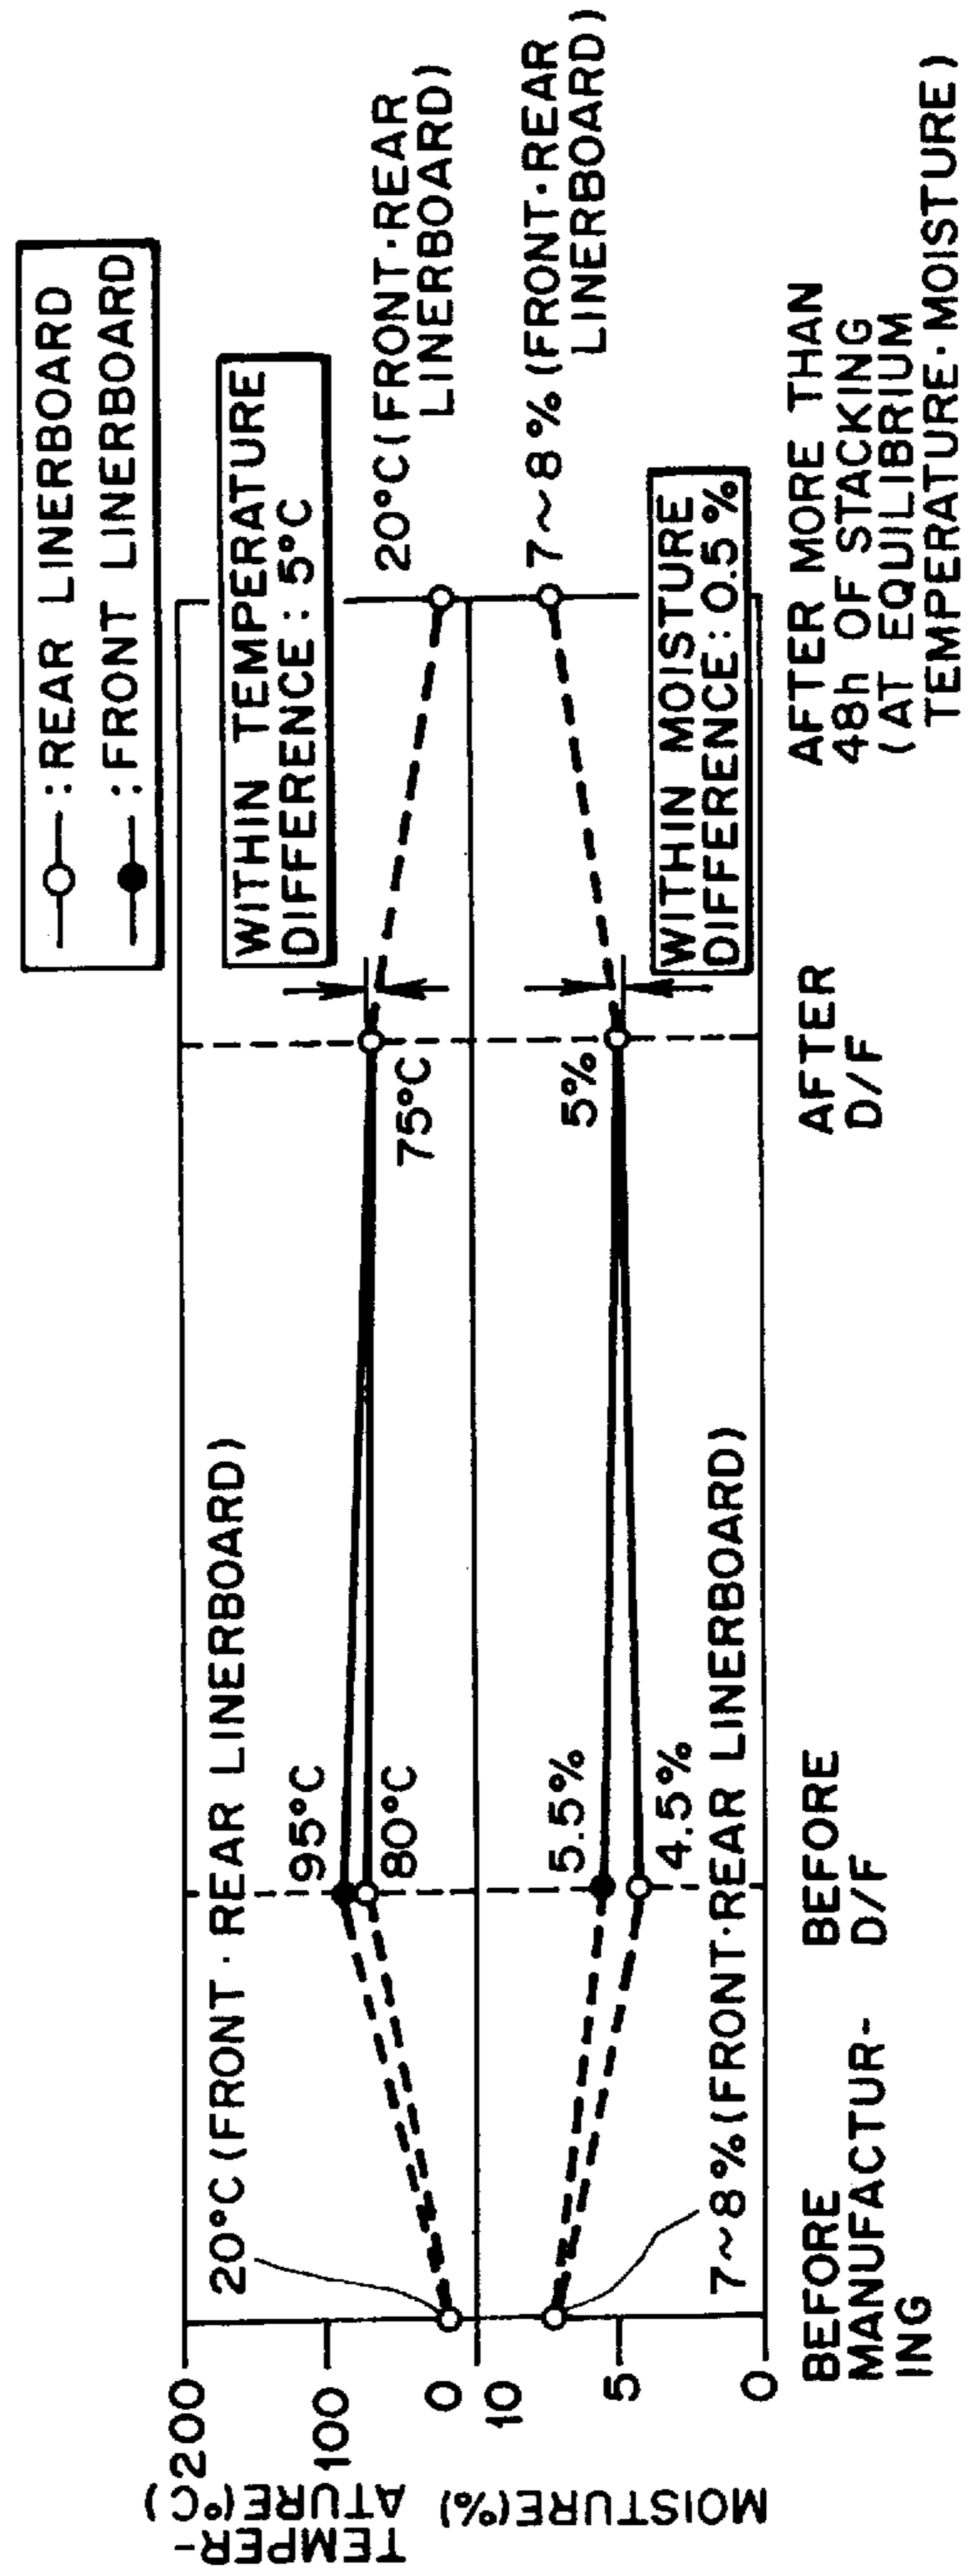 —○— : REAR LINERBOARD
—●— : FRONT LINERBOARD
TEMPER-
ATURE(°C)
200
100
0
MOISTURE(%)
10
5
0
20°C (FRONT · REAR LINERBOARD)
95°C
80°C
75°C
WITHIN TEMPERATURE
DIFFERENCE : 5°C
20°C (FRONT·REAR
LINERBOARD)
7~8% (FRONT·REAR LINERBOARD)
5.5%
4.5%
5%
WITHIN MOISTURE
DIFFERENCE: 0.5%
7~8% (FRONT·REAR
LINERBOARD)
BEFORE
MANUFACTUR-
ING
BEFORE
D/F
AFTER
D/F
AFTER MORE THAN
48h OF STACKING
(AT EQUILIBRIUM
TEMPERATURE·MOISTURE)